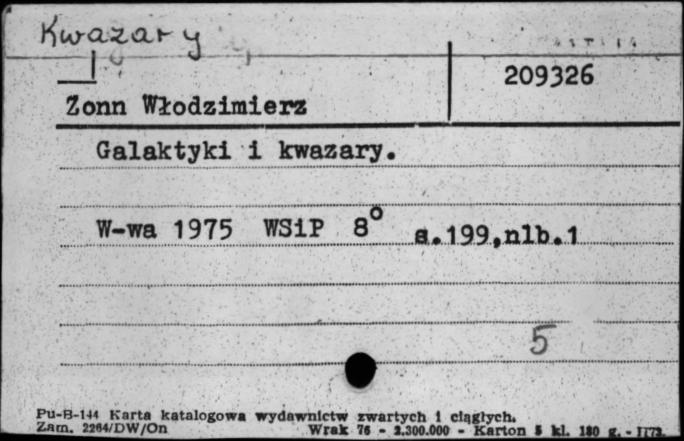 Kwazary
209326
Zonn Włodzimierz
Galaktyki i kwazary.
W-wa 1975 WSiP 8° s.199,nlb.1
5
Pu-B-144 Karta katalogowa wydawnictw zwartych i ciągłych.
Zam. 2264/DW/On Wrak 76 - 2.300.000 - Karton 5 kl. 180 g. -